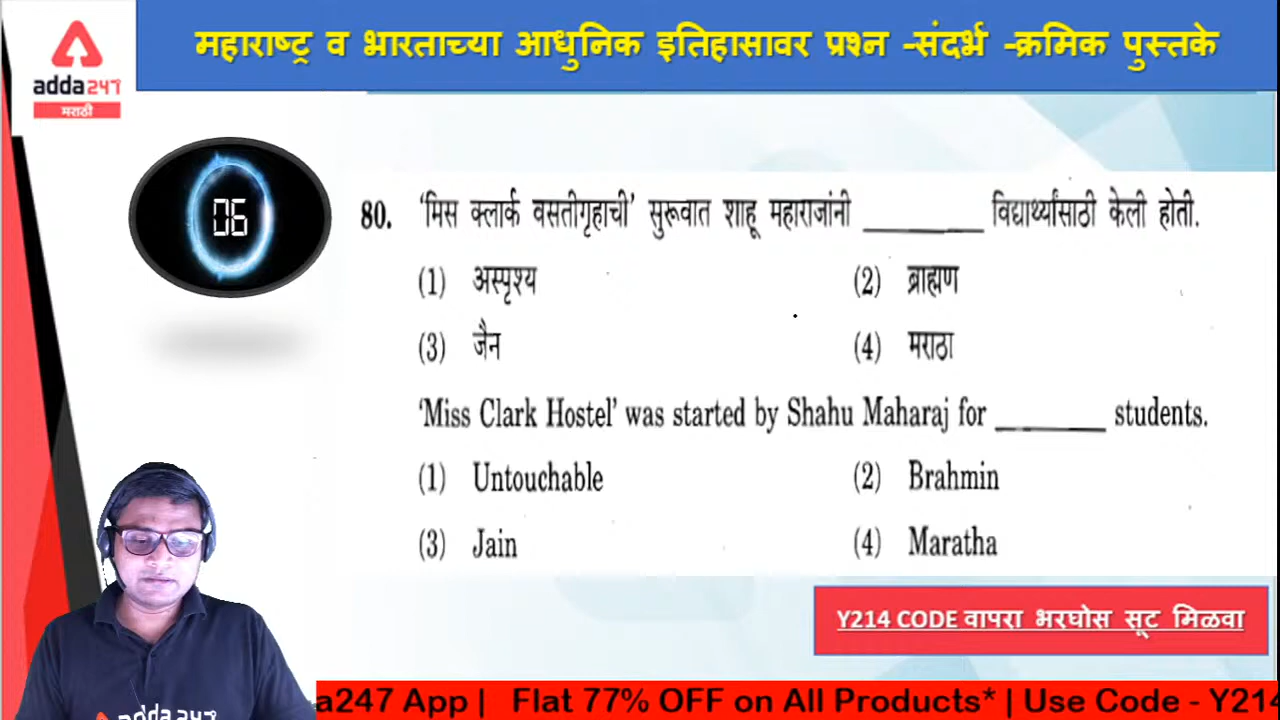 महाराष्ट्र व भारताच्या आधुनिक इतिहासावर प्रश्न -संदर्भ -क्रमिक पुस्तके
adda247
मराठी
06
80. 'मिस क्लार्क वसतीगृहाची' सुरूवात शाहू महाराजांनी ________ विद्यार्थ्यांसाठी केली होती.
(1) अस्पृश्य (2) ब्राह्मण
(3) जैन (4) मराठा
'Miss Clark Hostel' was started by Shahu Maharaj for ________ students.
(1) Untouchable (2) Brahmin
(3) Jain (4) Maratha
Y214 CODE वापरा भरघोस सूट मिळवा
adda247
a247 App | Flat 77% OFF on All Products* | Use Code - Y214